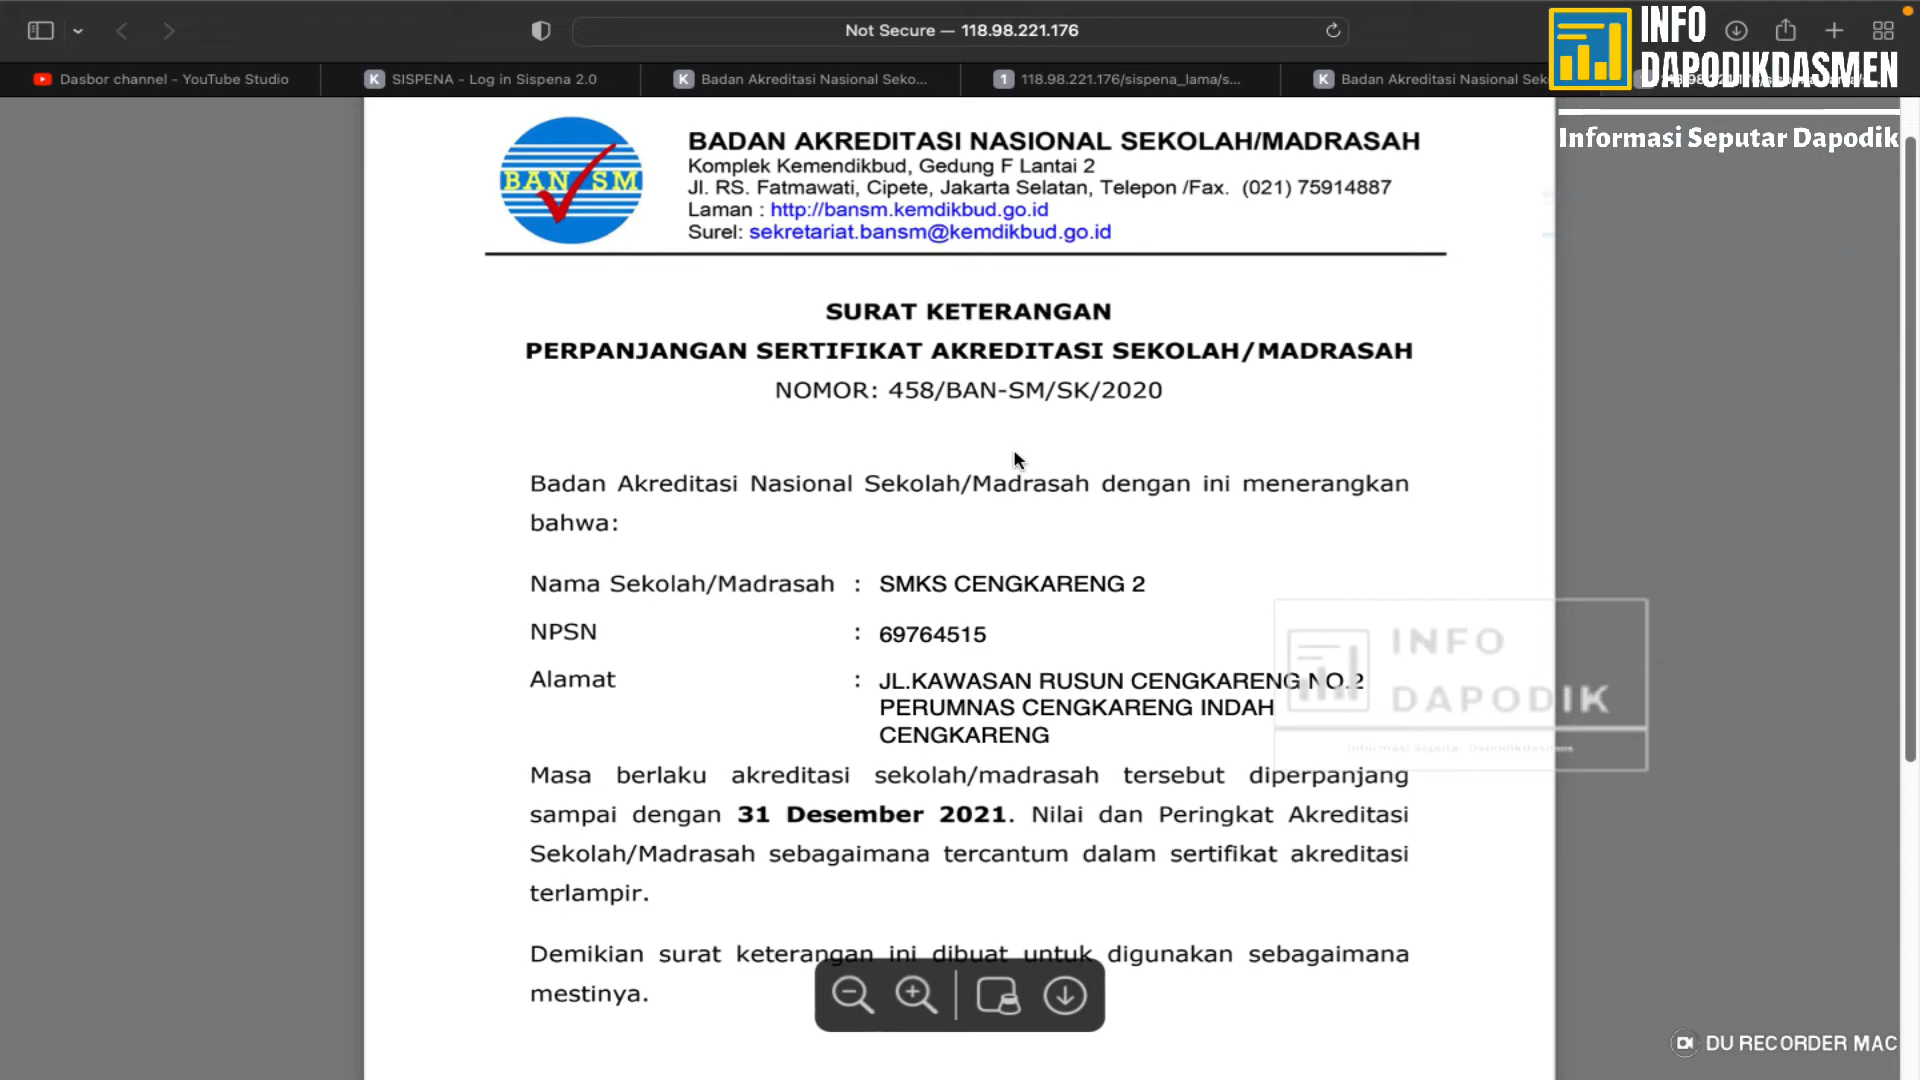 Not Secure — 118.98.221.176
INFO
DAPODIKDASMEN
Informasi Seputar Dapodik
Dasbor channel - YouTube Studio
K SISPENA - Log in Sispena 2.0
K Badan Akreditasi Nasional Seko...
1 118.98.221.176/sispena_lama/s...
K Badan Akreditasi Nasional Sek
BAN SM
BADAN AKREDITASI NASIONAL SEKOLAH/MADRASAH
Komplek Kemendikbud, Gedung F Lantai 2
Jl. RS. Fatmawati, Cipete, Jakarta Selatan, Telepon /Fax. (021) 75914887
Laman : http://bansm.kemdikbud.go.id
Surel: sekretariat.bansm@kemdikbud.go.id
SURAT KETERANGAN
PERPANJANGAN SERTIFIKAT AKREDITASI SEKOLAH/MADRASAH
NOMOR: 458/BAN-SM/SK/2020
Badan Akreditasi Nasional Sekolah/Madrasah dengan ini menerangkan
bahwa:
Nama Sekolah/Madrasah : SMKS CENGKARENG 2
NPSN : 69764515
Alamat : JL.KAWASAN RUSUN CENGKARENG NO.2
PERUMNAS CENGKARENG INDAH
CENGKARENG
INFO
DAPODIK
Informasi Seputar Dapodikdasmen
Masa berlaku akreditasi sekolah/madrasah tersebut diperpanjang
sampai dengan 31 Desember 2021. Nilai dan Peringkat Akreditasi
Sekolah/Madrasah sebagaimana tercantum dalam sertifikat akreditasi
terlampir.
Demikian surat keterangan ini dibuat untuk digunakan sebagaimana
mestinya.
DU RECORDER MAC